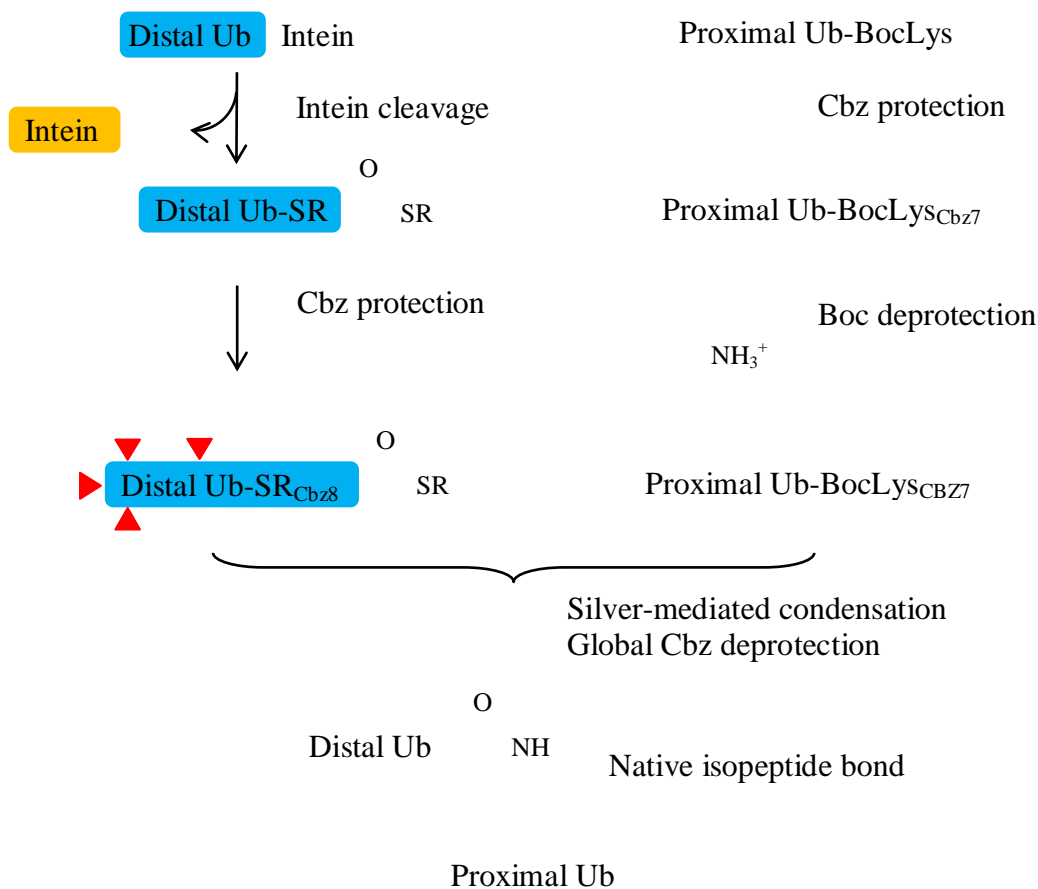 Distal Ub Intein
Proximal Ub-BocLys
Intein cleavage
Cbz protection
Intein
O
Distal Ub-SR
SR
Proximal Ub-BocLysCbz7
Cbz protection
Boc deprotection
NH3+
O
Distal Ub-SRCbz8
SR
Proximal Ub-BocLysCBZ7
Silver-mediated condensation
Global Cbz deprotection
O
Distal Ub
NH
Native isopeptide bond
Proximal Ub